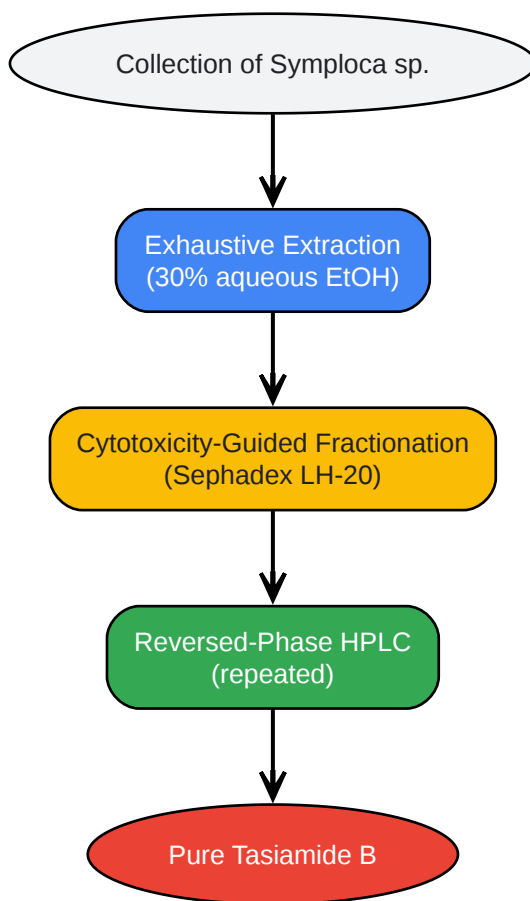 Collection of Symploca sp.
Exhaustive Extraction
(30% aqueous EtOH)
Cytotoxicity-Guided Fractionation
(Sephadex LH-20)
Reversed-Phase HPLC
(repeated)
Pure Tasiamide B